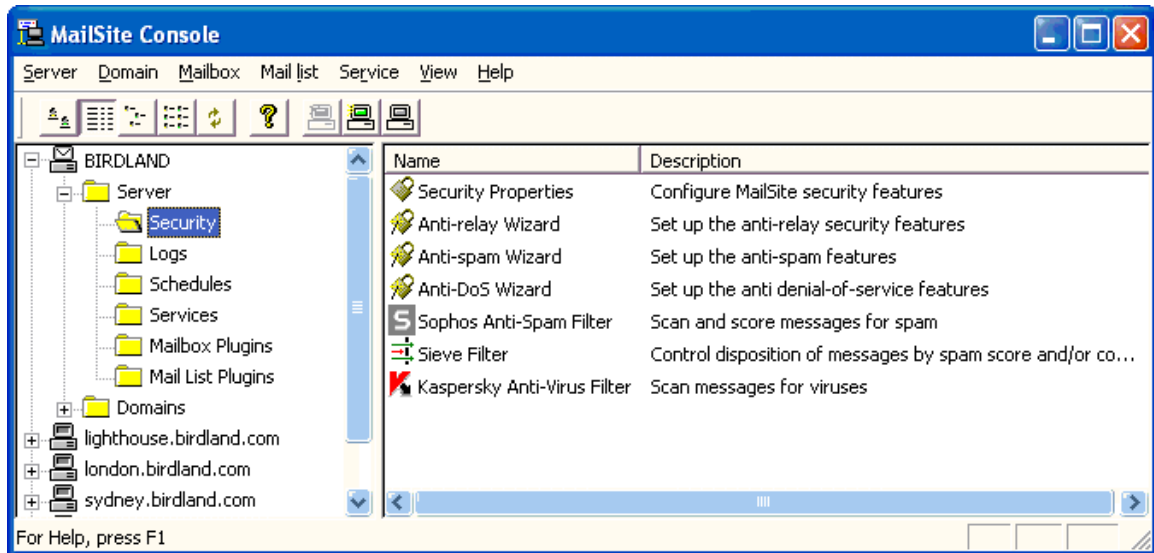 MailSite Console
Server Domain Mailbox Mail list Service View Help
BIRDLAND
Server
Security
Logs
Schedules
Services
Mailbox Plugins
Mail List Plugins
Domains
lighthouse.birdland.com
london.birdland.com
sydney.birdland.com
Name Description
Security Properties Configure MailSite security features
Anti-relay Wizard Set up the anti-relay security features
Anti-spam Wizard Set up the anti-spam features
Anti-DoS Wizard Set up the anti denial-of-service features
S Sophos Anti-Spam Filter Scan and score messages for spam
Sieve Filter Control disposition of messages by spam score and/or co...
Kaspersky Anti-Virus Filter Scan messages for viruses
For Help, press F1